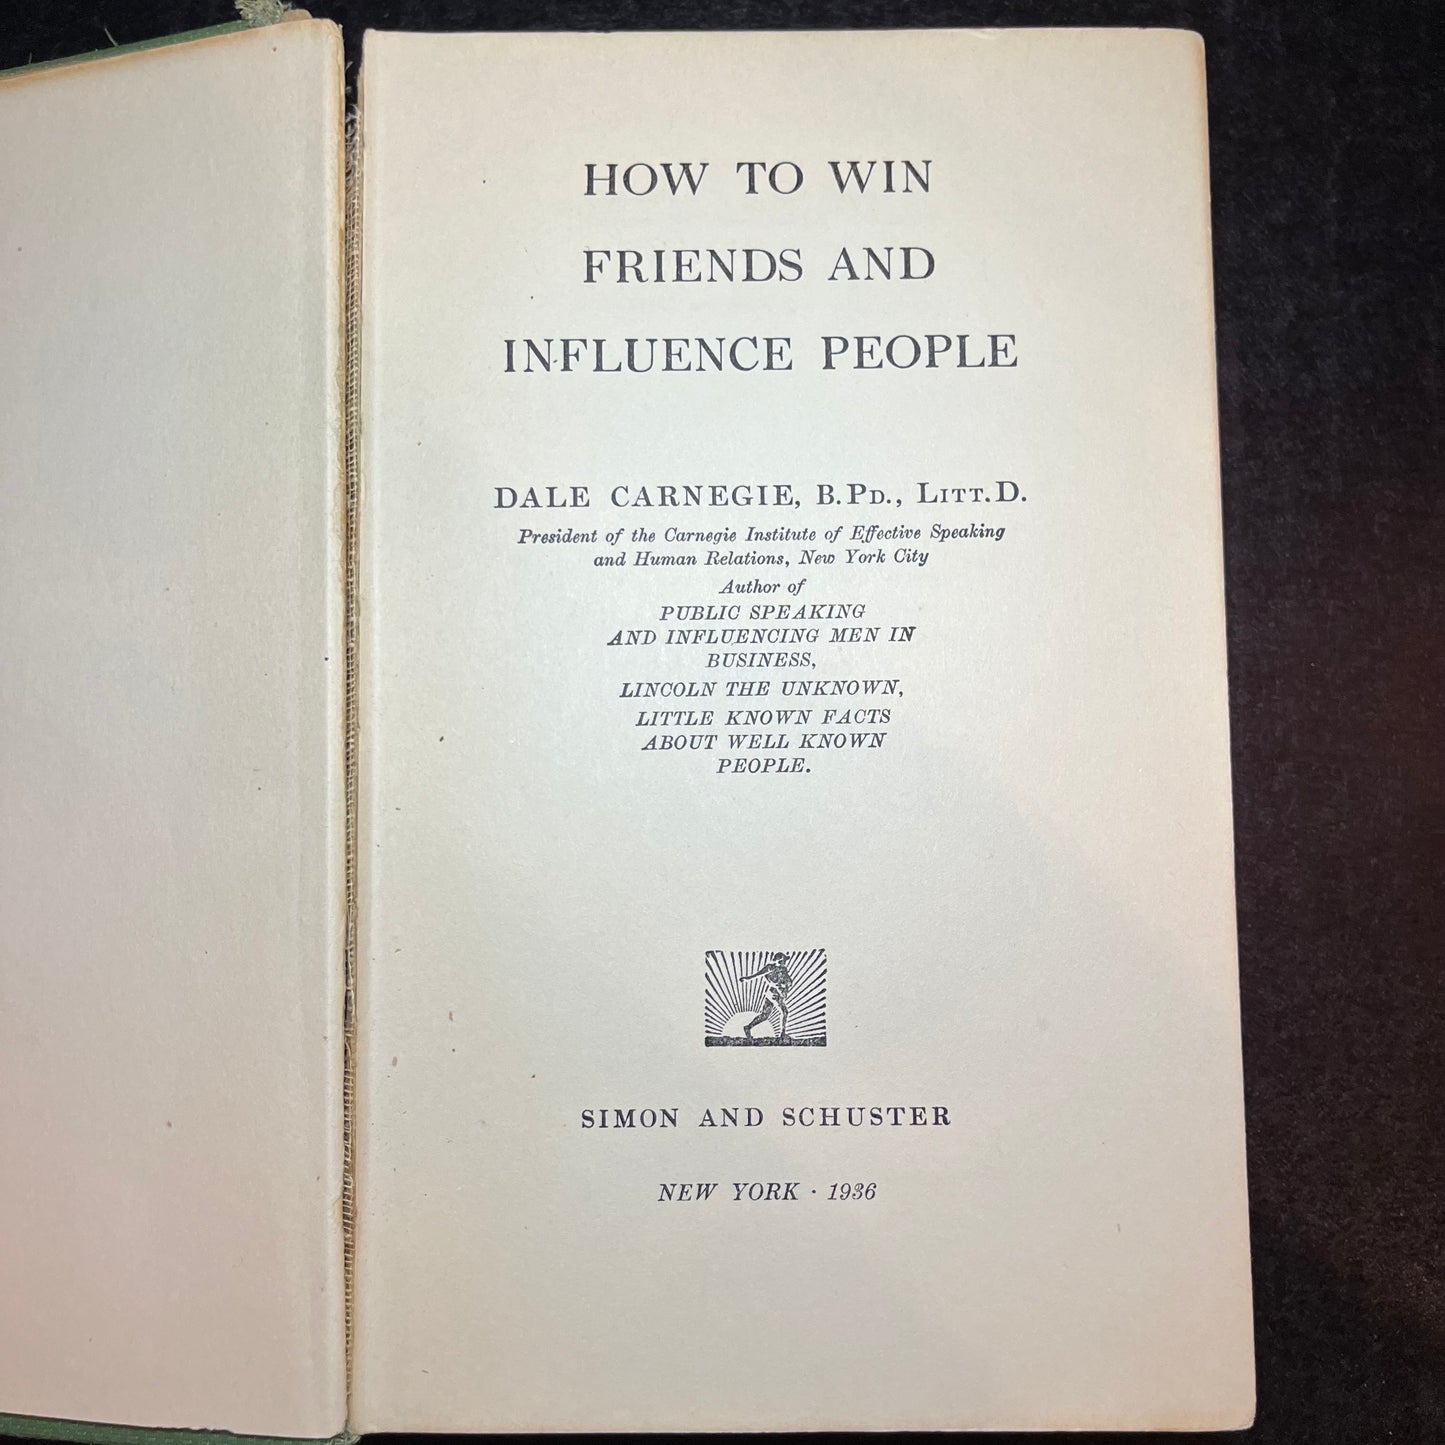 HOW TO WIN
FRIENDS AND
INFLUENCE PEOPLE
DALE CARNEGIE, B.PD., LITT.D.
President of the Carnegie Institute of Effective Speaking
and Human Relations, New York City
Author of
PUBLIC SPEAKING
AND INFLUENCING MEN IN
BUSINESS,
LINCOLN THE UNKNOWN,
LITTLE KNOWN FACTS
ABOUT WELL KNOWN
PEOPLE.
SIMON AND SCHUSTER
NEW YORK · 1936